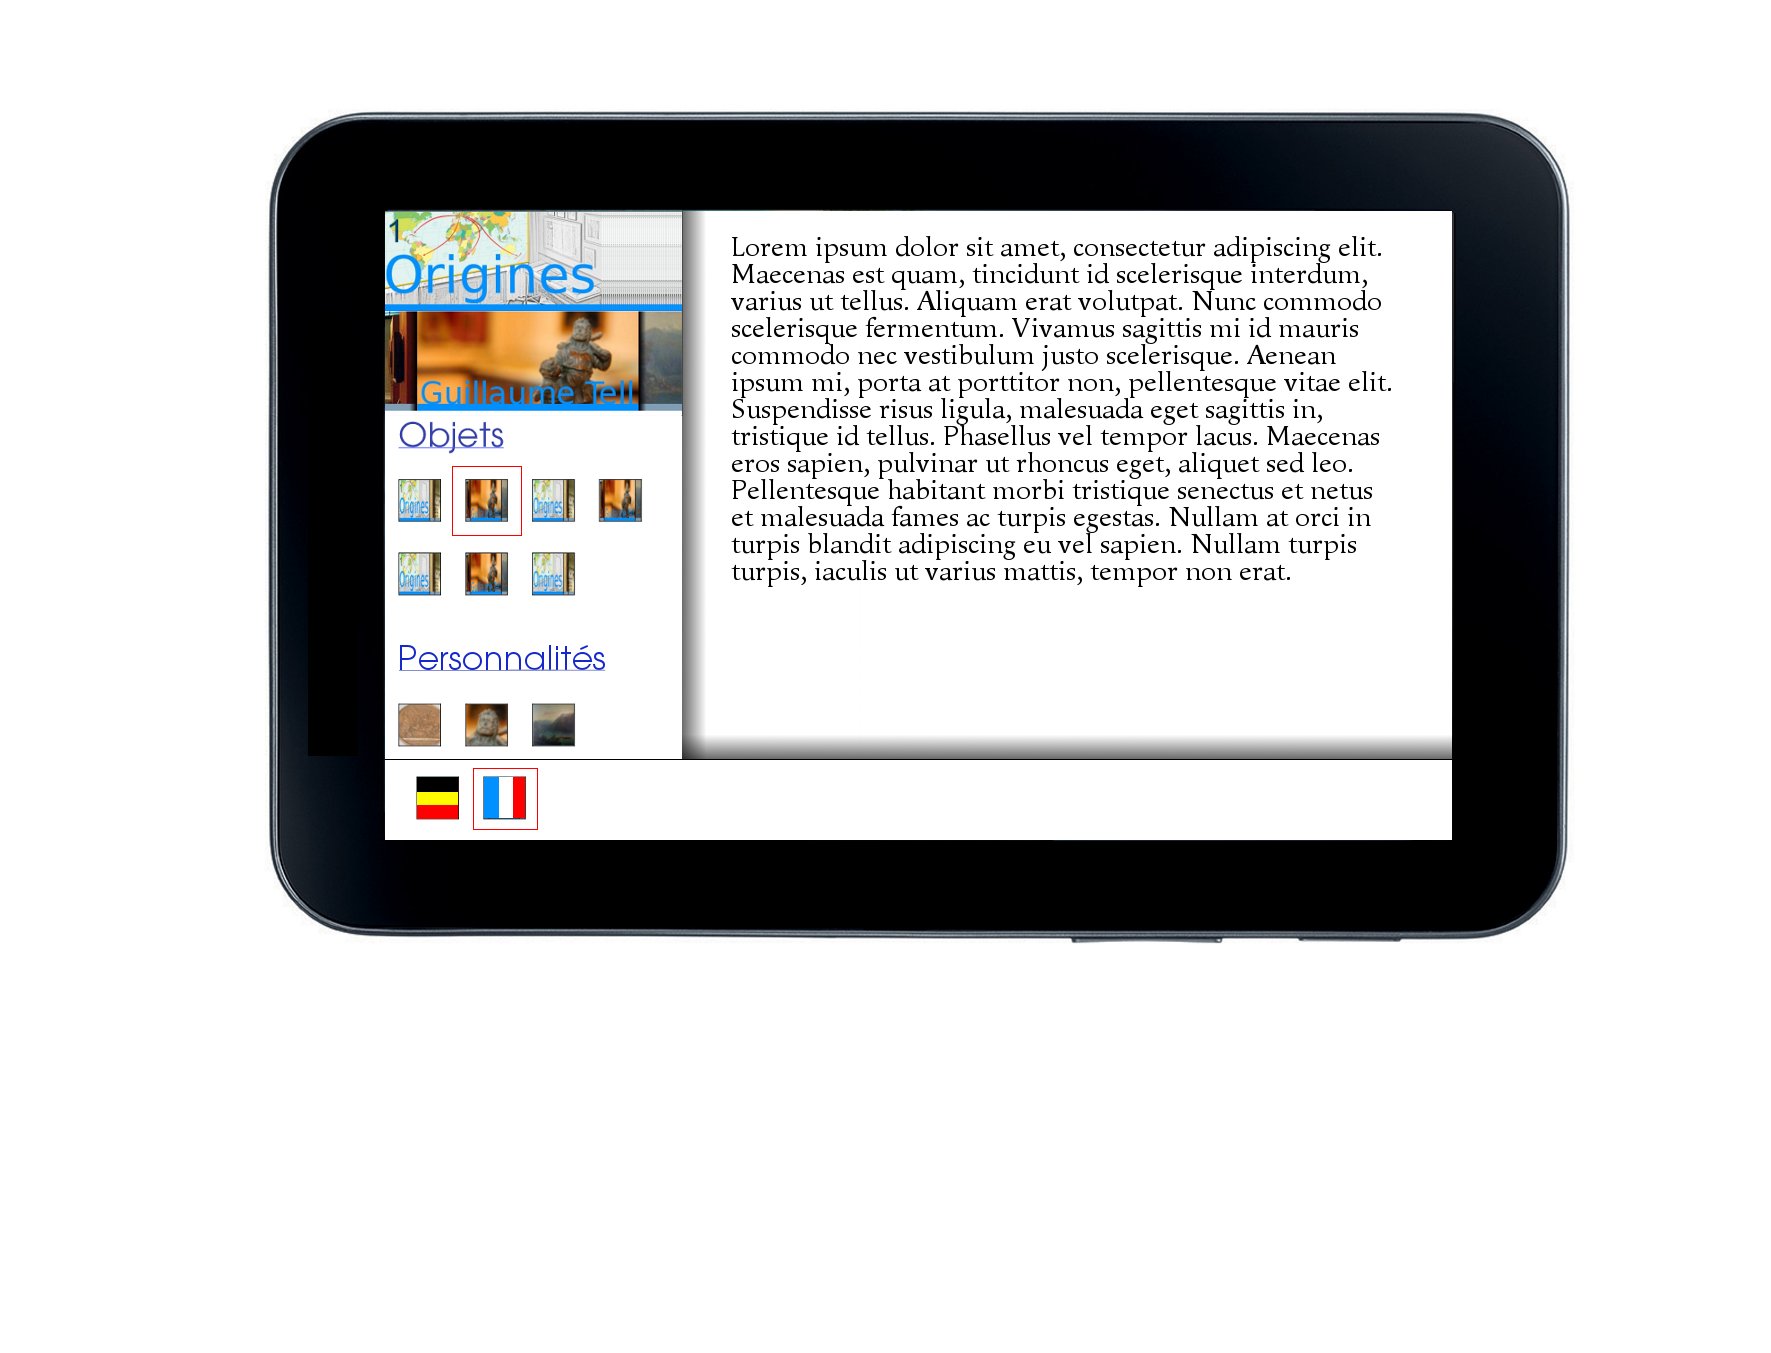 1
Origines
Guillaume Tell
Objets
Origines
Origines
Origines
Origines
Personnalités
Lorem ipsum dolor sit amet, consectetur adipiscing elit.
Maecenas est quam, tincidunt id scelerisque interdum,
varius ut tellus. Aliquam erat volutpat. Nunc commodo
scelerisque fermentum. Vivamus sagittis mi id mauris
commodo nec vestibulum justo scelerisque. Aenean
ipsum mi, porta at porttitor non, pellentesque vitae elit.
Suspendisse risus ligula, malesuada eget sagittis in,
tristique id tellus. Phasellus vel tempor lacus. Maecenas
eros sapien, pulvinar ut rhoncus eget, aliquet sed leo.
Pellentesque habitant morbi tristique senectus et netus
et malesuada fames ac turpis egestas. Nullam at orci in
turpis blandit adipiscing eu vel sapien. Nullam turpis
turpis, iaculis ut varius mattis, tempor non erat.